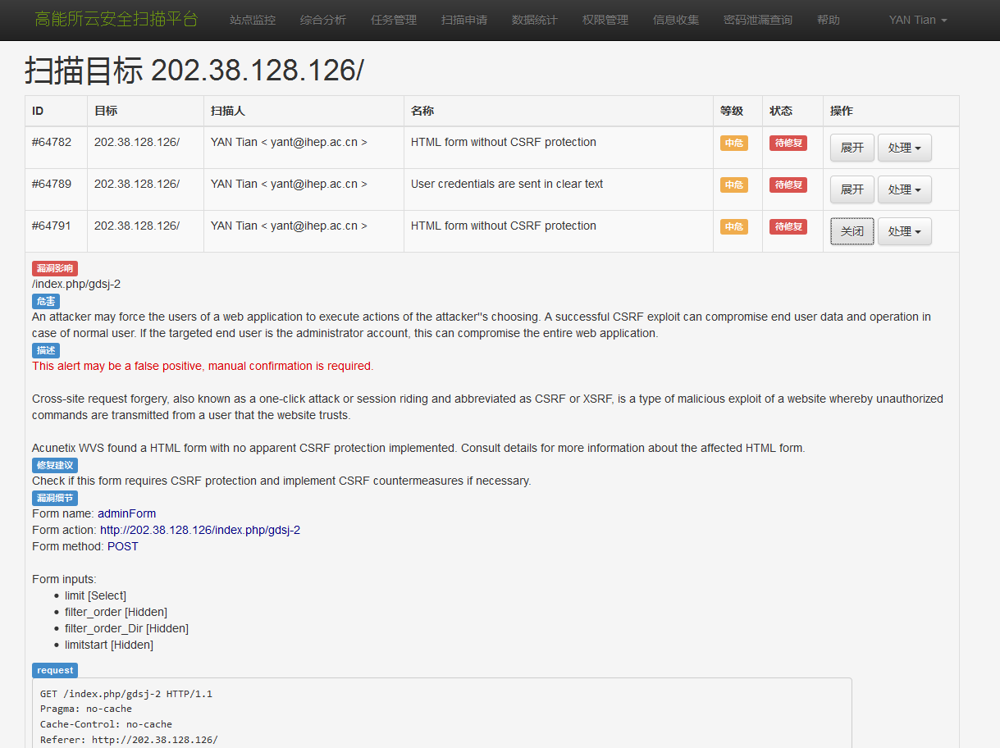 高能所云安全扫描平台 站点监控 综合分析 任务管理 扫描申请 数据统计 权限管理 信息收集 密码泄漏查询 帮助 YAN Tian
扫描目标 202.38.128.126/
ID 目标 扫描人 名称 等级 状态 操作
#64782 202.38.128.126/ YAN Tian < yant@ihep.ac.cn > HTML form without CSRF protection 中危 待修复 展开 处理
#64789 202.38.128.126/ YAN Tian < yant@ihep.ac.cn > User credentials are sent in clear text 中危 待修复 展开 处理
#64791 202.38.128.126/ YAN Tian < yant@ihep.ac.cn > HTML form without CSRF protection 中危 待修复 关闭 处理
漏洞影响
/index.php/gdsj-2
危害
An attacker may force the users of a web application to execute actions of the attacker''s choosing. A successful CSRF exploit can compromise end user data and operation in
case of normal user. If the targeted end user is the administrator account, this can compromise the entire web application.
描述
This alert may be a false positive, manual confirmation is required.
Cross-site request forgery, also known as a one-click attack or session riding and abbreviated as CSRF or XSRF, is a type of malicious exploit of a website whereby unauthorized
commands are transmitted from a user that the website trusts.
Acunetix WVS found a HTML form with no apparent CSRF protection implemented. Consult details for more information about the affected HTML form.
修复建议
Check if this form requires CSRF protection and implement CSRF countermeasures if necessary.
漏洞细节
Form name: adminForm
Form action: http://202.38.128.126/index.php/gdsj-2
Form method: POST
Form inputs:
• limit [Select]
• filter_order [Hidden]
• filter_order_Dir [Hidden]
• limitstart [Hidden]
request
GET /index.php/gdsj-2 HTTP/1.1
Pragma: no-cache
Cache-Control: no-cache
Referer: http://202.38.128.126/